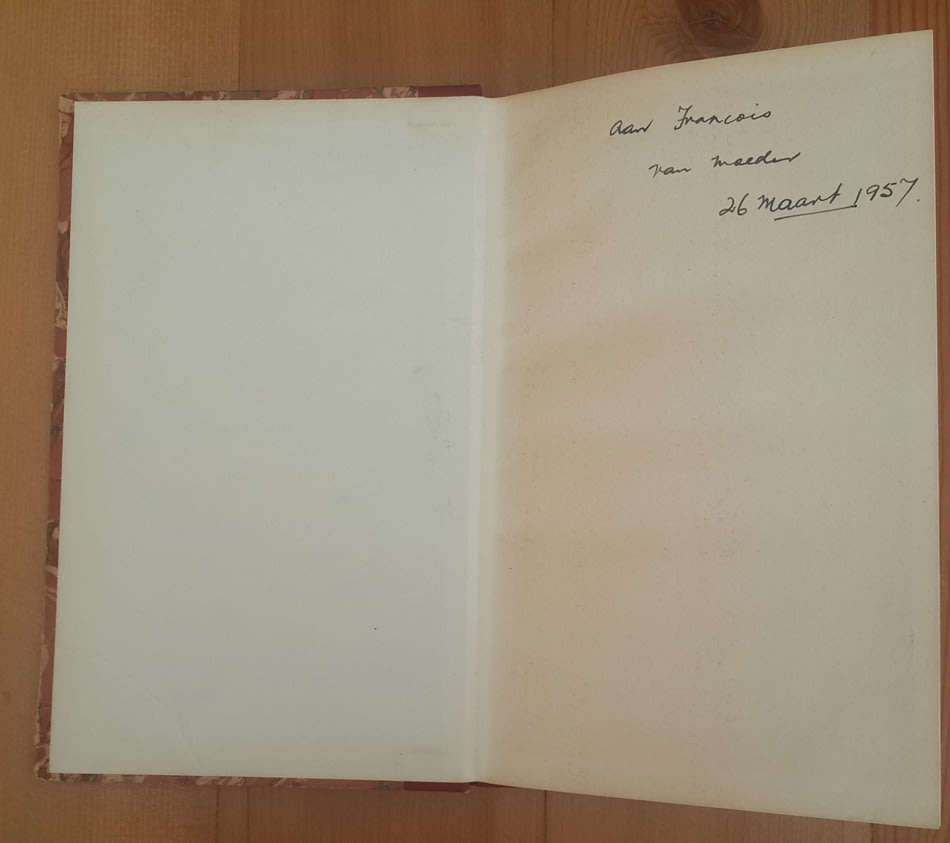 aan Francois
van moeder
26 Maart 1957.